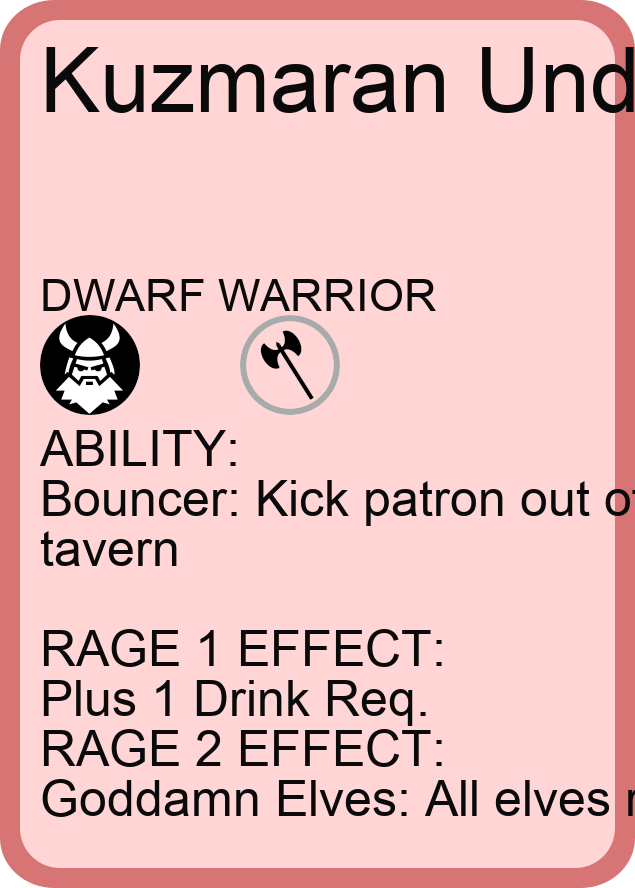 Kuzmaran Und
DWARF WARRIOR
ABILITY:
Bouncer: Kick patron out of
tavern
RAGE 1 EFFECT:
Plus 1 Drink Req.
RAGE 2 EFFECT:
Goddamn Elves: All elves